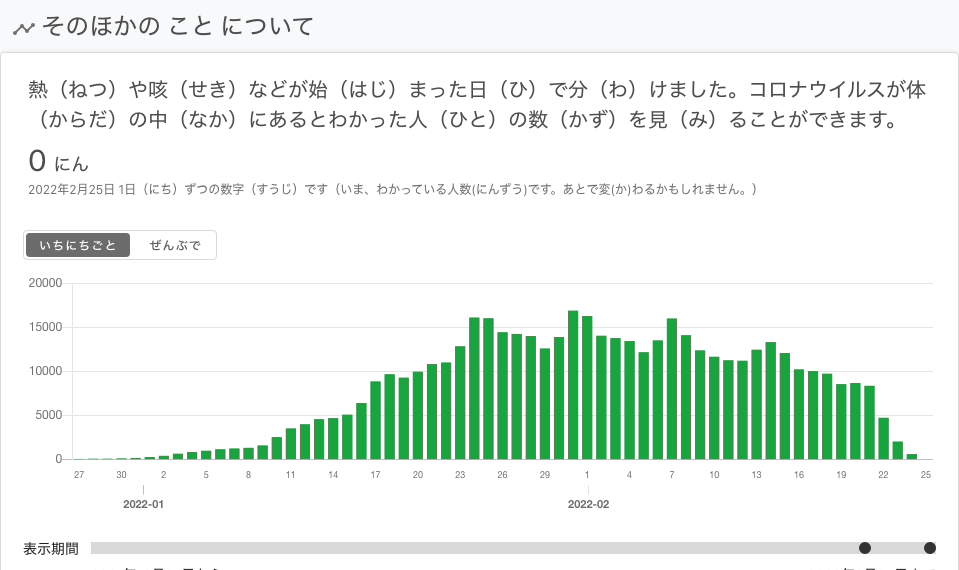 そのほかの こと について
熱（ねつ）や咳（せき）などが始（はじ）まった日（ひ）で分（わ）けました。コロナウイルスが体
（からだ）の中（なか）にあるとわかった人（ひと）の数（かず）を見（み）ることができます。
0 にん
2022年2月25日 1日（にち）ずつの数字（すうじ）です（いま、わかっている人数(にんずう)です。あとで変(か)わるかもしれません。）
いちにちごと ぜんぶで
20000
15000
10000
5000
0
27 30 2 5 8 11 14 17 20 23 26 29 1 4 7 10 13 16 19 22 25
2022-01 2022-02
表示期間